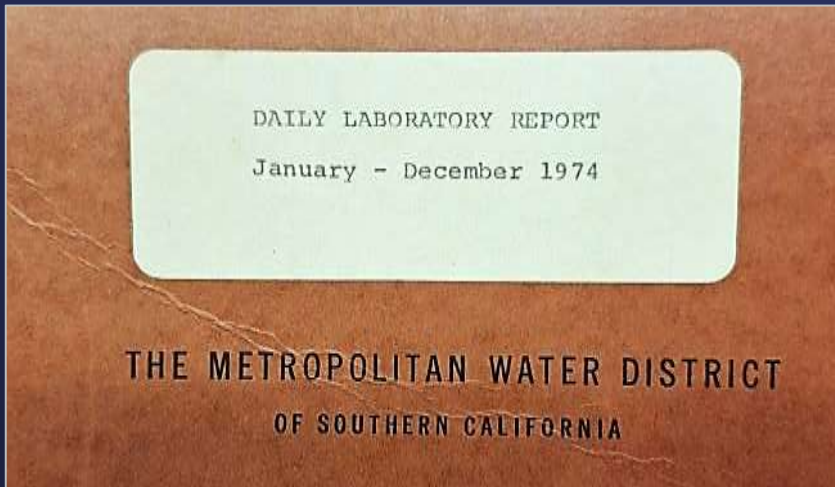 DAILY LABORATORY REPORT
January - December 1974
THE METROPOLITAN WATER DISTRICT
OF SOUTHERN CALIFORNIA